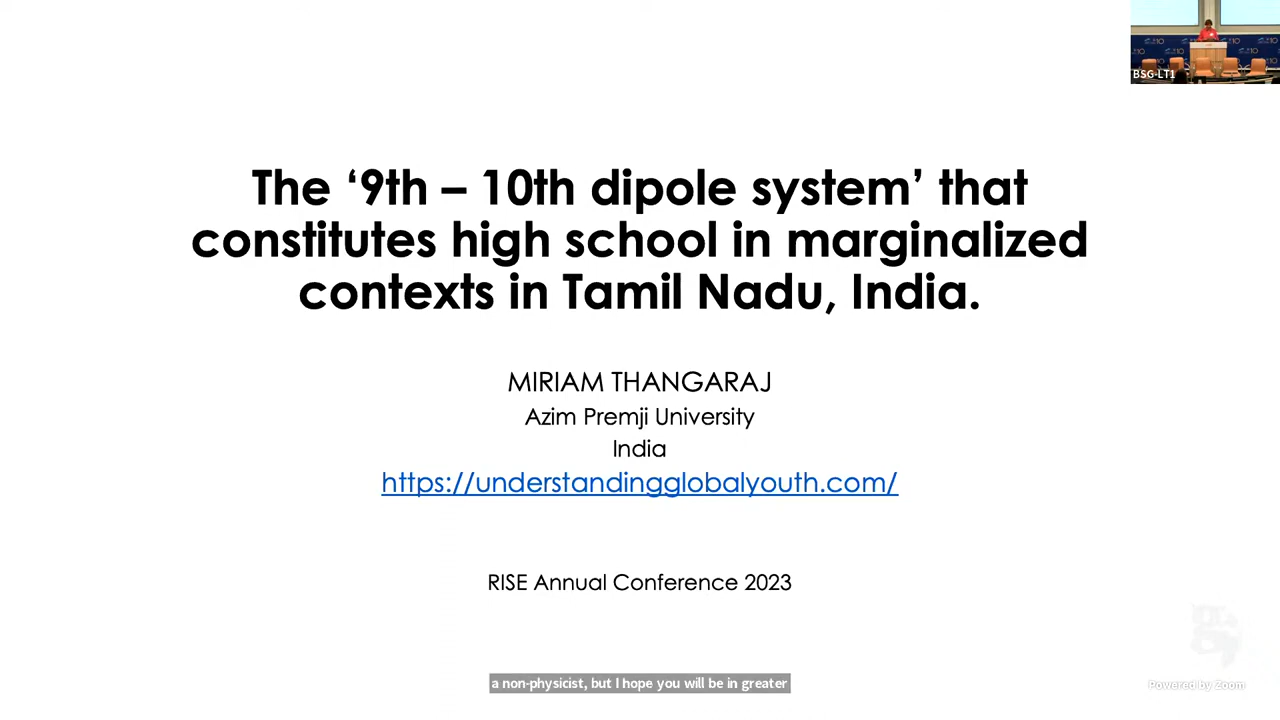 BSG-LT1
The ‘9th – 10th dipole system’ that
constitutes high school in marginalized
contexts in Tamil Nadu, India.
MIRIAM THANGARAJ
Azim Premji University
India
https://understandingglobalyouth.com/
RISE Annual Conference 2023
a non-physicist, but I hope you will be in greater
Powered by Zoom